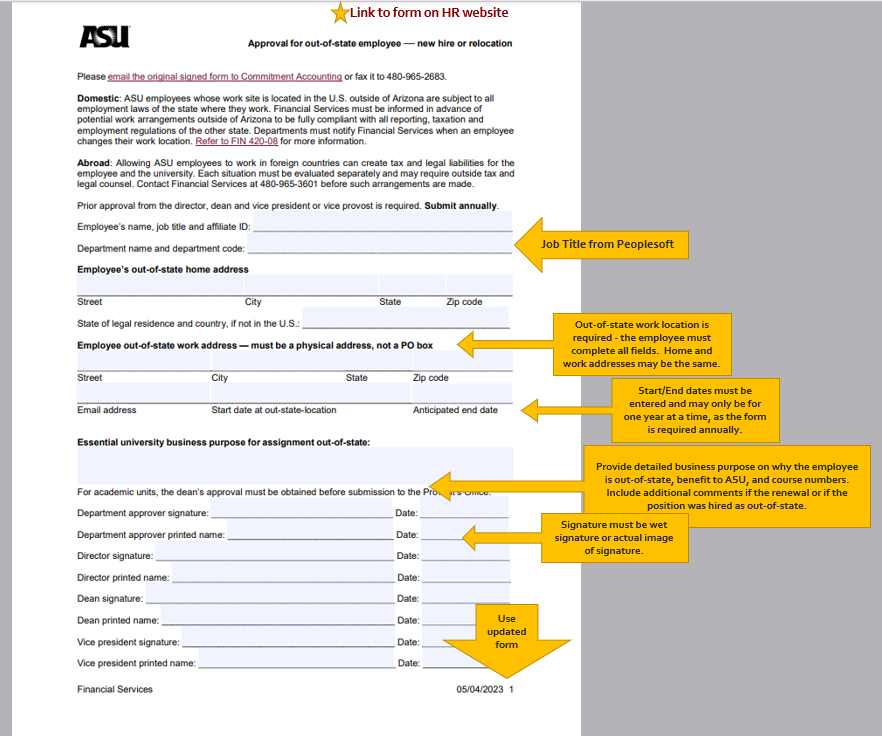 Link to form on HR website
ASU
Approval for out-of-state employee — new hire or relocation
Please email the original signed form to Commitment Accounting or fax it to 480-965-2683.
Domestic: ASU employees whose work site is located in the U.S. outside of Arizona are subject to all
employment laws of the state where they work. Financial Services must be informed in advance of
potential work arrangements outside of Arizona to be fully compliant with all reporting, taxation and
employment regulations of the other state. Departments must notify Financial Services when an employee
changes their work location. Refer to FIN 420-08 for more information.
Abroad: Allowing ASU employees to work in foreign countries can create tax and legal liabilities for the
employee and the university. Each situation must be evaluated separately and may require outside tax and
legal counsel. Contact Financial Services at 480-965-3601 before such arrangements are made.
Prior approval from the director, dean and vice president or vice provost is required. Submit annually.
Employee's name, job title and affiliate ID:
Department name and department code:
Job Title from Peoplesoft
Employee's out-of-state home address
Street City State Zip code
State of legal residence and country, if not in the U.S.:
Out-of-state work location is
required - the employee must
complete all fields. Home and
work addresses may be the same.
Employee out-of-state work address — must be a physical address, not a PO box
Street City State Zip code
Email address Start date at out-state-location Anticipated end date
Start/End dates must be
entered and may only be for
one year at a time, as the form
is required annually.
Essential university business purpose for assignment out-of-state:
Provide detailed business purpose on why the employee
is out-of-state, benefit to ASU, and course numbers.
Include additional comments if the renewal or if the
position was hired as out-of-state.
For academic units, the dean's approval must be obtained before submission to the Provost's Office.
Department approver signature: Date:
Department approver printed name: Date:
Signature must be wet
signature or actual image
of signature.
Director signature: Date:
Director printed name: Date:
Dean signature: Date:
Dean printed name: Date:
Vice president signature: Date:
Vice president printed name: Date:
Use
updated
form
Financial Services 05/04/2023 1